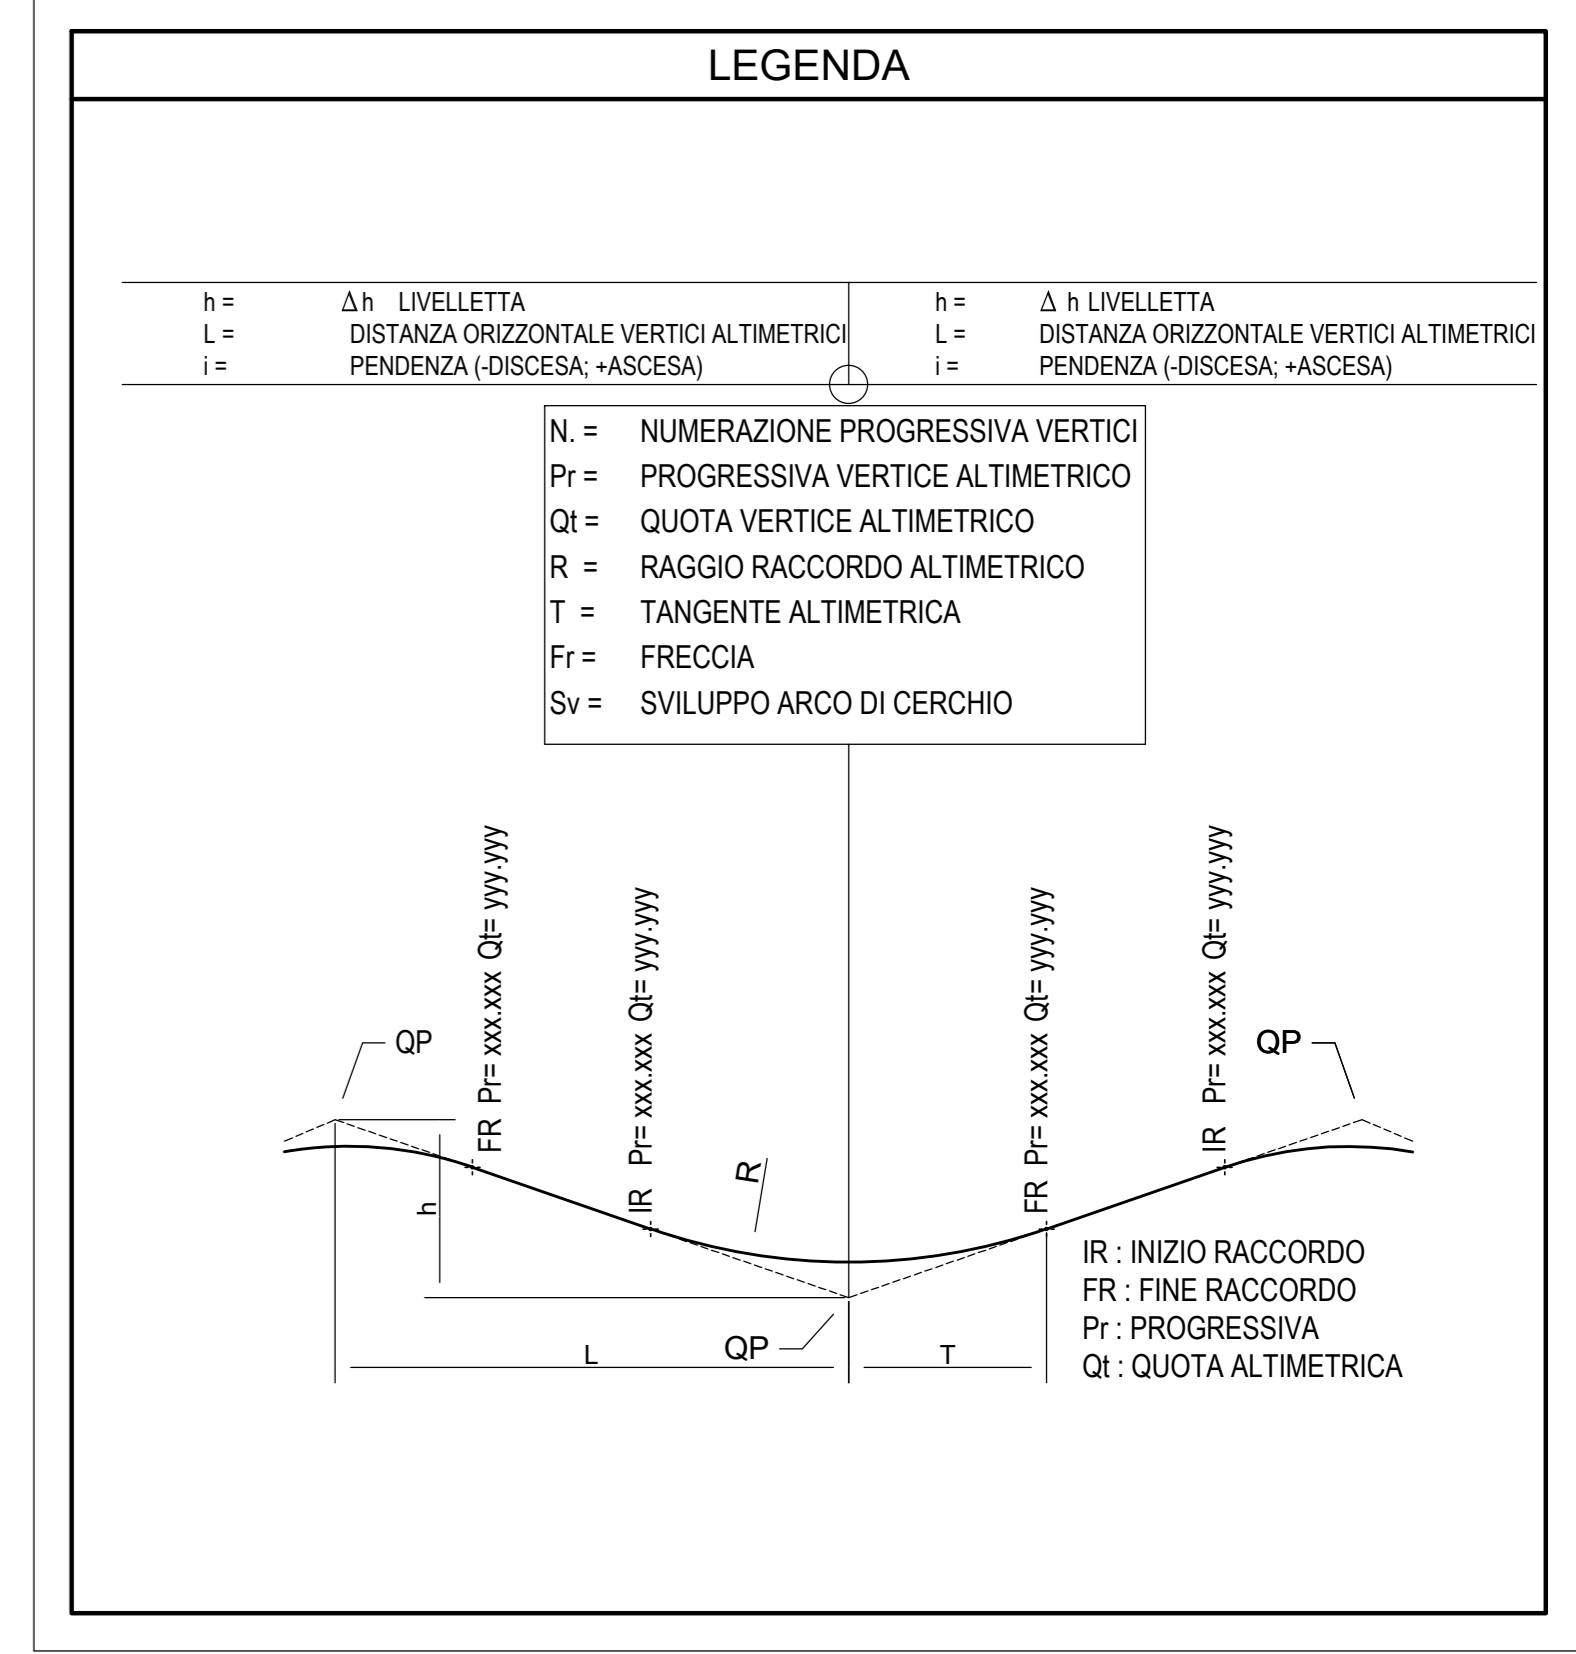 LEGENDA
h = Δh LIVELLETTA
L = DISTANZA ORIZZONTALE VERTICI ALTIMETRICI
i = PENDENZA (-DISCESA; +ASCESA)
h = Δ h LIVELLETTA
L = DISTANZA ORIZZONTALE VERTICI ALTIMETRICI
i = PENDENZA (-DISCESA; +ASCESA)
N. = NUMERAZIONE PROGRESSIVA VERTICI
Pr = PROGRESSIVA VERTICE ALTIMETRICO
Qt = QUOTA VERTICE ALTIMETRICO
R = RAGGIO RACCORDO ALTIMETRICO
T = TANGENTE ALTIMETRICA
Fr = FRECCIA
Sv = SVILUPPO ARCO DI CERCHIO
QP
FR Pr= xxx.xxx Qt= yyy.yyy
IR Pr= xxx.xxx Qt= yyy.yyy
FR Pr= xxx.xxx Qt= yyy.yyy
IR Pr= xxx.xxx Qt= yyy.yyy
QP
h
R
QP
L
T
IR : INIZIO RACCORDO
FR : FINE RACCORDO
Pr : PROGRESSIVA
Qt : QUOTA ALTIMETRICA